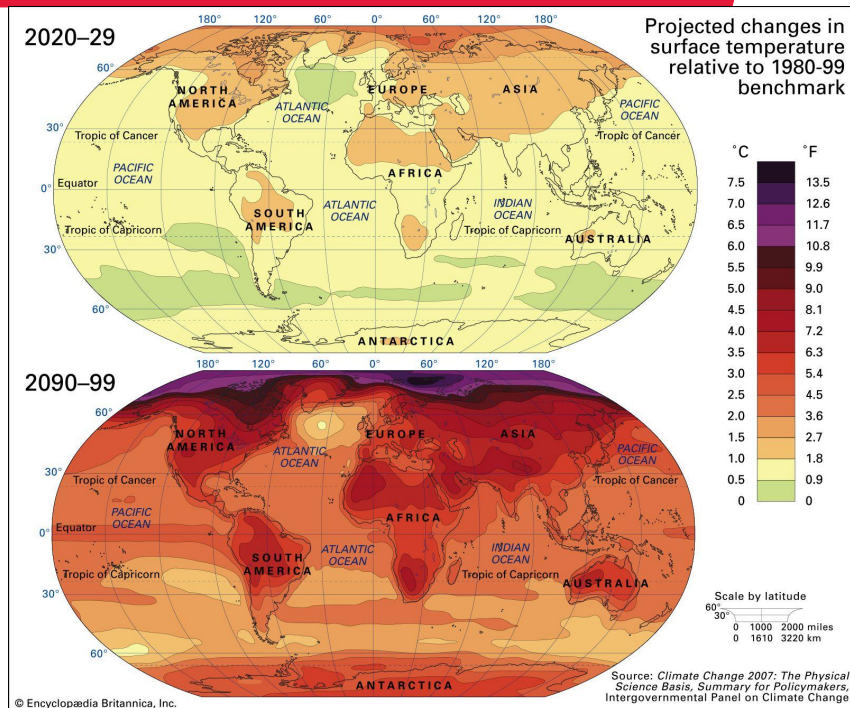 180° 120° 60° 0° 60° 120° 180°
2020–29
Projected changes in
surface temperature
relative to 1980-99
benchmark
60°
NORTH
AMERICA
ATLANTIC
OCEAN
EUROPE
ASIA
PACIFIC
OCEAN
30°
Tropic of Cancer
Tropic of Cancer
PACIFIC
OCEAN
AFRICA
Equator
0°
SOUTH
AMERICA
ATLANTIC
OCEAN
INDIAN
OCEAN
Tropic of Capricorn
Tropic of Capricorn
AUSTRALIA
30°
60°
ANTARCTICA
°C °F
7.5 13.5
7.0 12.6
6.5 11.7
6.0 10.8
5.5 9.9
5.0 9.0
4.5 8.1
4.0 7.2
3.5 6.3
3.0 5.4
2.5 4.5
2.0 3.6
1.5 2.7
1.0 1.8
0.5 0.9
0 0
180° 120° 60° 0° 60° 120° 180°
2090–99
60°
NORTH
AMERICA
ATLANTIC
OCEAN
EUROPE
ASIA
PACIFIC
OCEAN
30°
Tropic of Cancer
Tropic of Cancer
PACIFIC
OCEAN
AFRICA
0°
Equator
SOUTH
AMERICA
ATLANTIC
OCEAN
INDIAN
OCEAN
Tropic of Capricorn
Tropic of Capricorn
AUSTRALIA
30°
60°
ANTARCTICA
Scale by latitude
60°
30°
0 1000 2000 miles
0 1610 3220 km
Source: Climate Change 2007: The Physical
Science Basis, Summary for Policymakers,
Intergovernmental Panel on Climate Change
© Encyclopædia Britannica, Inc.